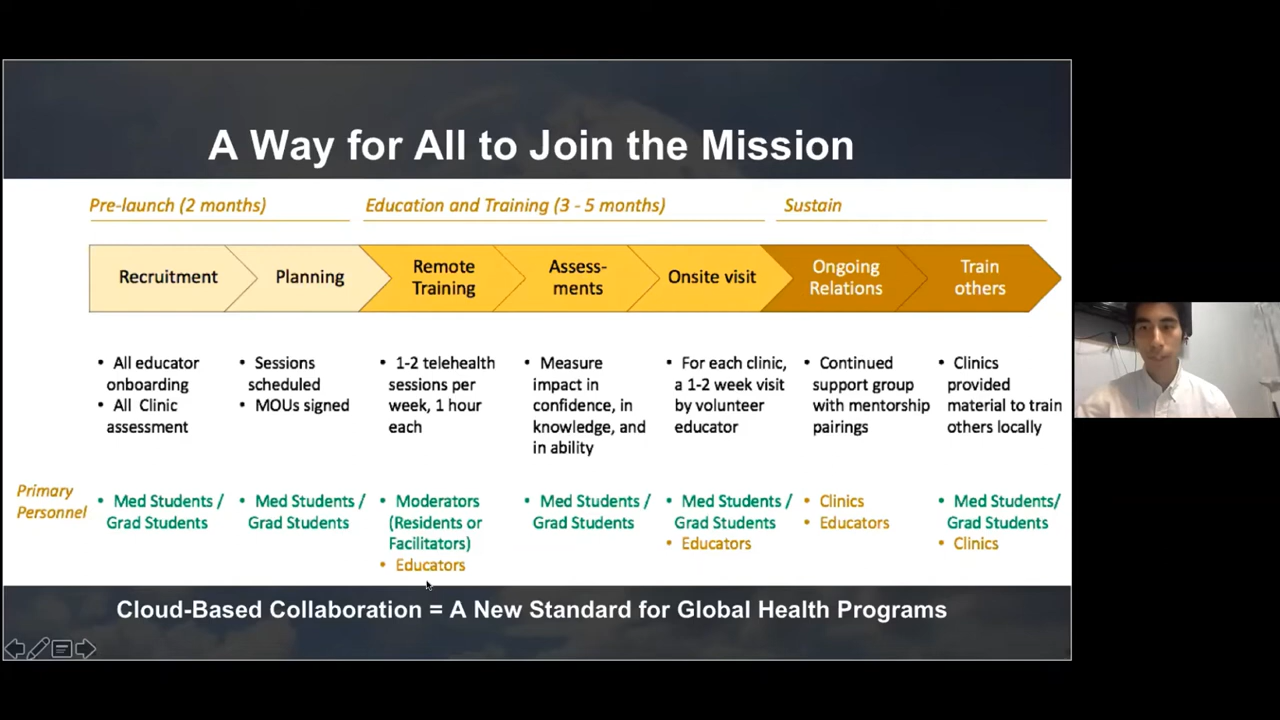 A Way for All to Join the Mission
Pre-launch (2 months)
Education and Training (3 - 5 months)
Sustain
Recruitment
Planning
Remote
Training
Assess-
ments
Onsite visit
Ongoing
Relations
Train
others
• All educator
onboarding
• All Clinic
assessment
• Sessions
scheduled
• MOUs signed
• 1-2 telehealth
sessions per
week, 1 hour
each
• Measure
impact in
confidence, in
knowledge, and
in ability
• For each clinic,
a 1-2 week visit
by volunteer
educator
• Continued
support group
with mentorship
pairings
• Clinics
provided
material to train
others locally
Primary
Personnel
• Med Students /
Grad Students
• Med Students /
Grad Students
• Moderators
(Residents or
Facilitators)
• Educators
• Med Students /
Grad Students
• Med Students /
Grad Students
• Educators
• Clinics
• Educators
• Med Students/
Grad Students
• Clinics
Cloud-Based Collaboration = A New Standard for Global Health Programs